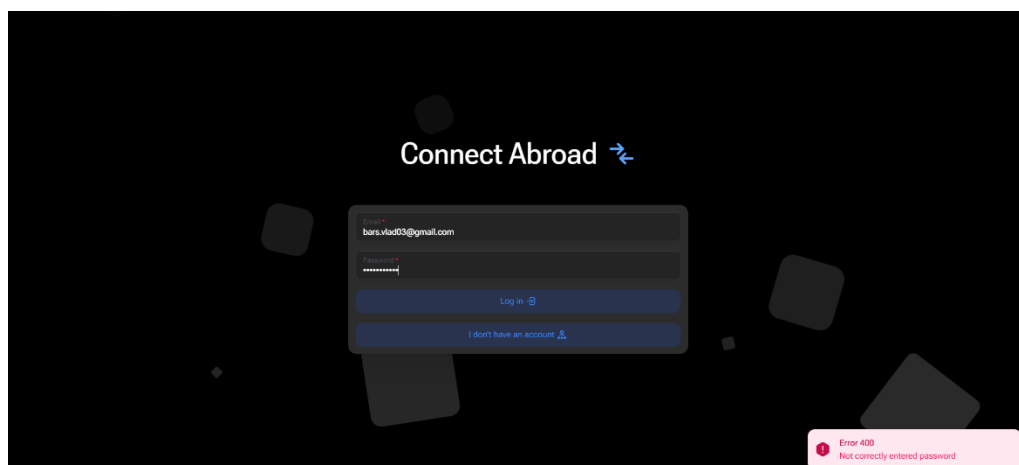 Connect Abroad
Email *
bars.vlad03@gmail.com
Password *
•••••••••••
Log in
I don't have an account
Error 400
Not correctly entered password